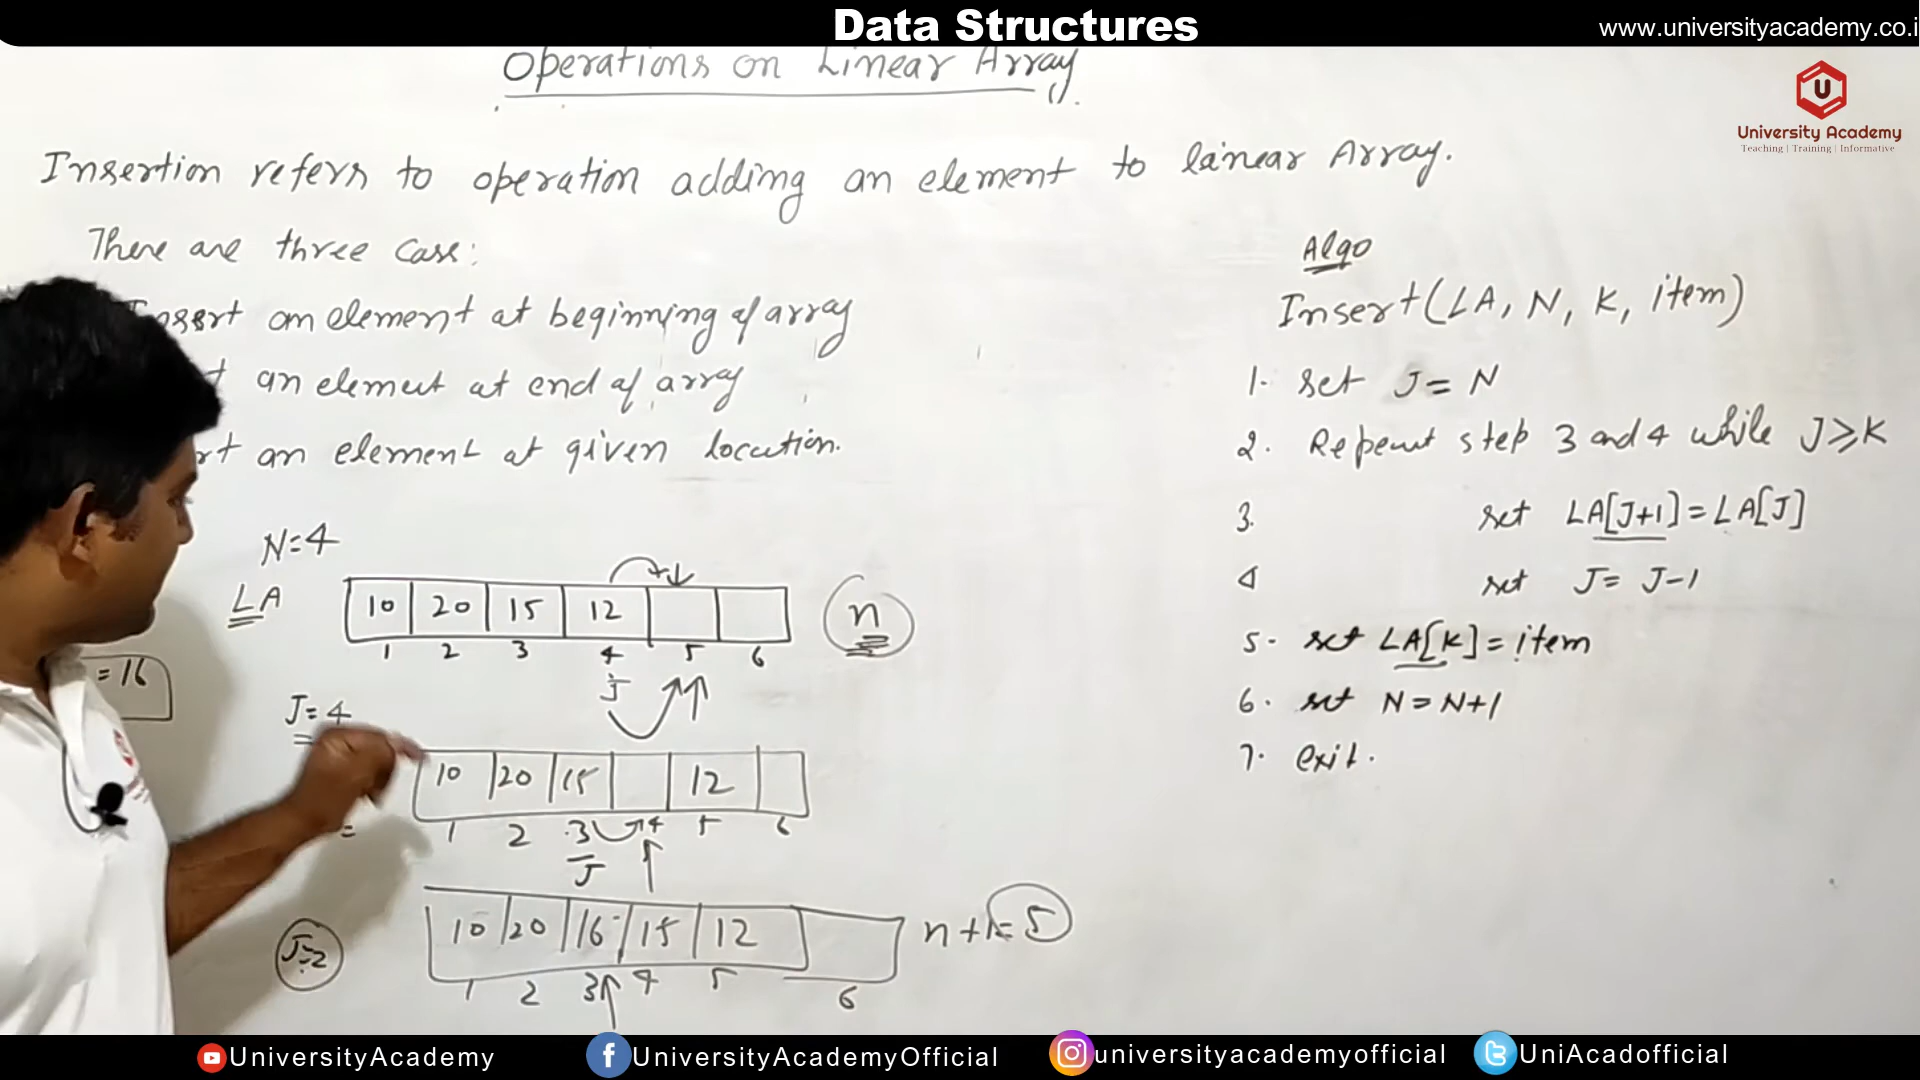 Data Structures
www.universityacademy.co.i
University Academy
Teaching | Training | Informative
Operations on Linear Array
Insertion refers to operation adding an element to linear Array.
There are three case:
Insert an element at beginning of array
an element at end of array
an element at given location.
N=4
LA
10 20 15 12
1 2 3 4 5 6
n
J
= 16
J=4
10 20 15 12
1 2 3 4 5 6
J
J=2
10 20 16 15 12
1 2 3 4 5 6
n+1=5
Algo
Insert(LA, N, K, item)
1. set J = N
2. Repeat step 3 and 4 while J≥K
3. set LA[J+1] = LA[J]
4 set J = J-1
5. set LA[K] = item
6. set N = N+1
7. exit.
UniversityAcademy
UniversityAcademyOfficial
universityacademyofficial
UniAcadofficial